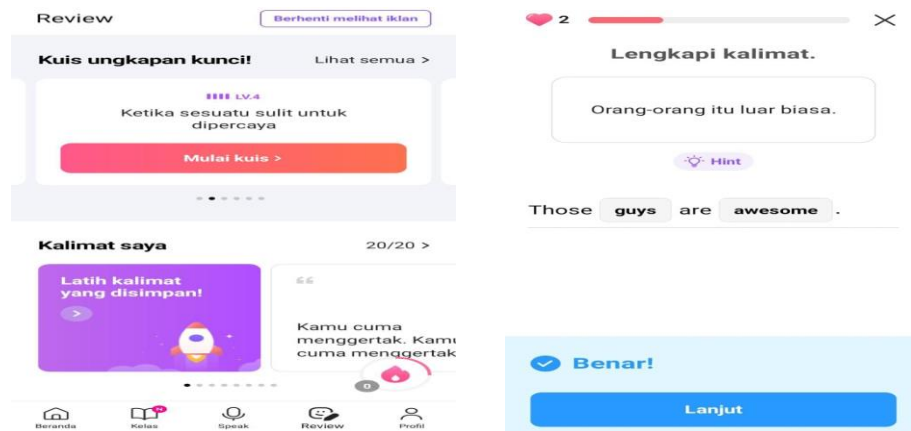 Review
Berhenti melihat iklan
Kuis ungkapan kunci!
Lihat semua >
LV.4
Ketika sesuatu sulit untuk
dipercaya
Mulai kuis >
Kalimat saya
20/20 >
Latih kalimat
yang disimpan!
>
“
Kamu cuma
menggertak. Kamu
cuma menggertak
0
N
Beranda
Kelas
Speak
Review
Profil
2
Lengkapi kalimat.
Orang-orang itu luar biasa.
Hint
Those guys are awesome .
Benar!
Lanjut